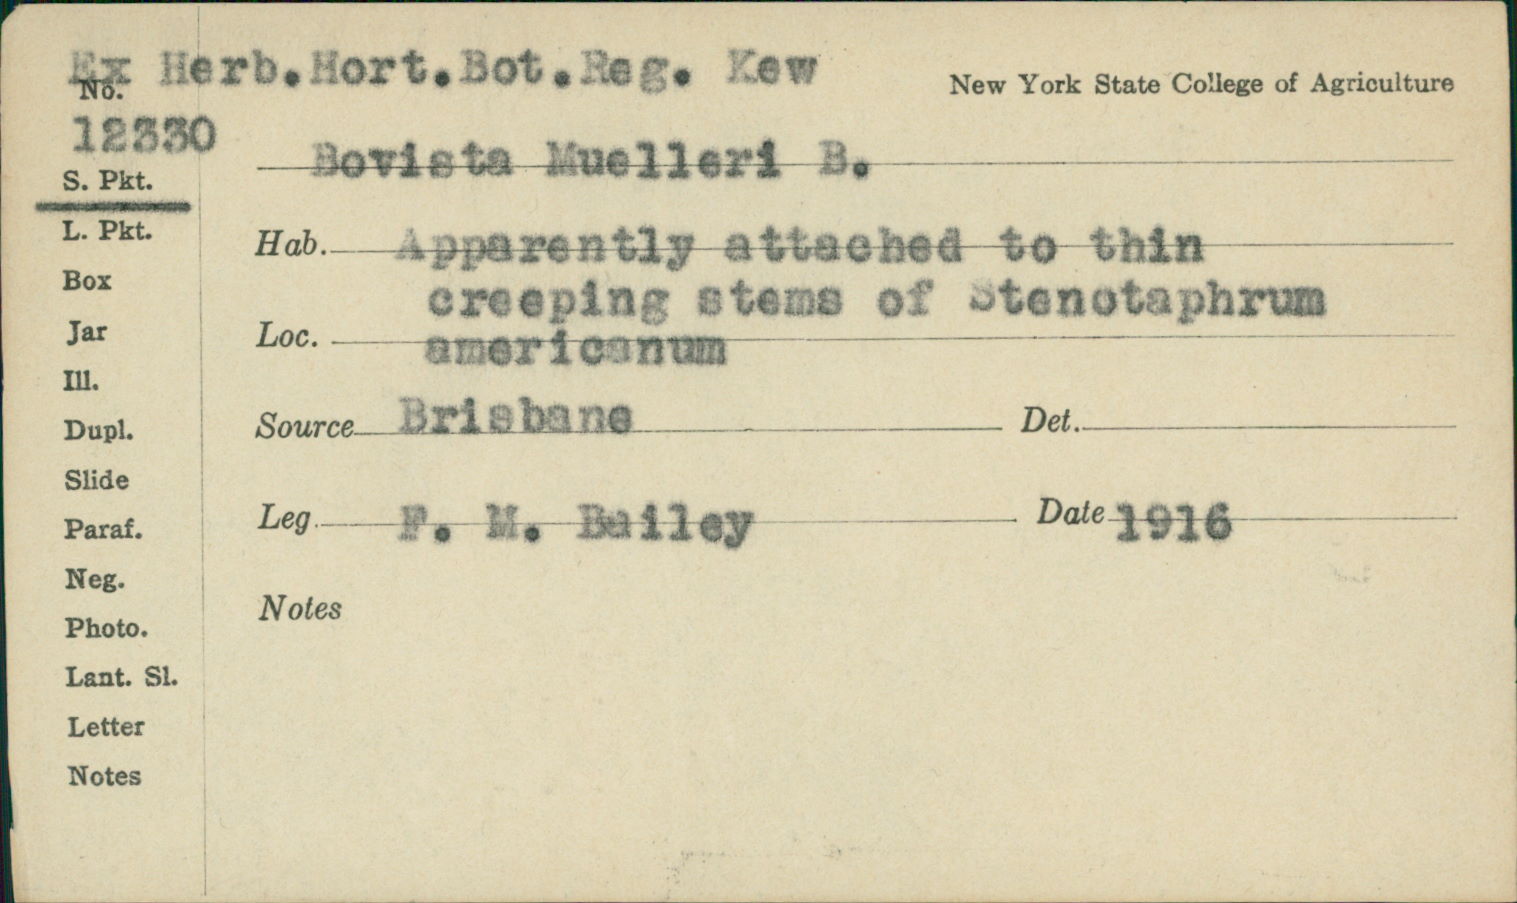 Ex Herb.Hort.Bot.Reg. Kew
New York State College of Agriculture
No.
12330
Bovista Muelleri B.
S. Pkt.
L. Pkt.
Box
Jar
Ill.
Dupl.
Slide
Paraf.
Neg.
Photo.
Lant. Sl.
Letter
Notes
Hab. Apparently attached to thin
creeping stems of Stenotaphrum
Loc. americanum
Source Brisbane Det.
Leg. F. M. Bailey Date 1916
Notes